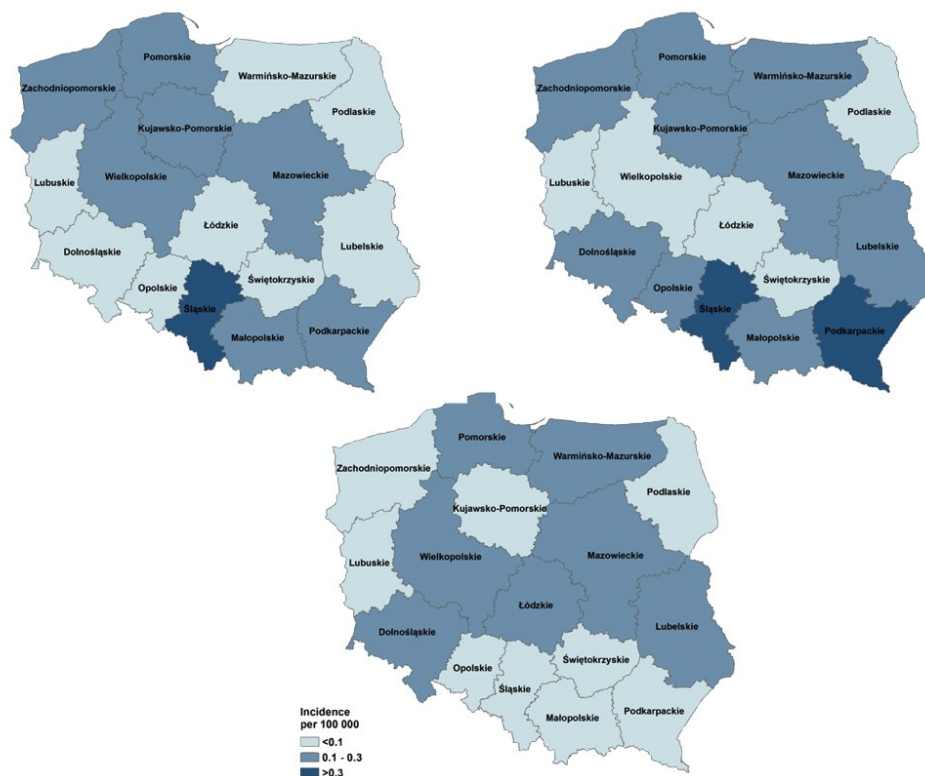 Pomorskie
Warmińsko-Mazurskie
Zachodniopomorskie
Podlaskie
Kujawsko-Pomorskie
Mazowieckie
Wielkopolskie
Lubuskie
Łódzkie
Dolnośląskie
Lubelskie
Opolskie
Świętokrzyskie
Śląskie
Małopolskie
Podkarpackie
Pomorskie
Warmińsko-Mazurskie
Zachodniopomorskie
Podlaskie
Kujawsko-Pomorskie
Mazowieckie
Wielkopolskie
Lubuskie
Łódzkie
Dolnośląskie
Lubelskie
Opolskie
Świętokrzyskie
Śląskie
Małopolskie
Podkarpackie
Pomorskie
Warmińsko-Mazurskie
Zachodniopomorskie
Podlaskie
Kujawsko-Pomorskie
Mazowieckie
Wielkopolskie
Lubuskie
Łódzkie
Dolnośląskie
Lubelskie
Opolskie
Świętokrzyskie
Śląskie
Małopolskie
Podkarpackie
Incidence
per 100 000
<0.1
0.1 - 0.3
>0.3